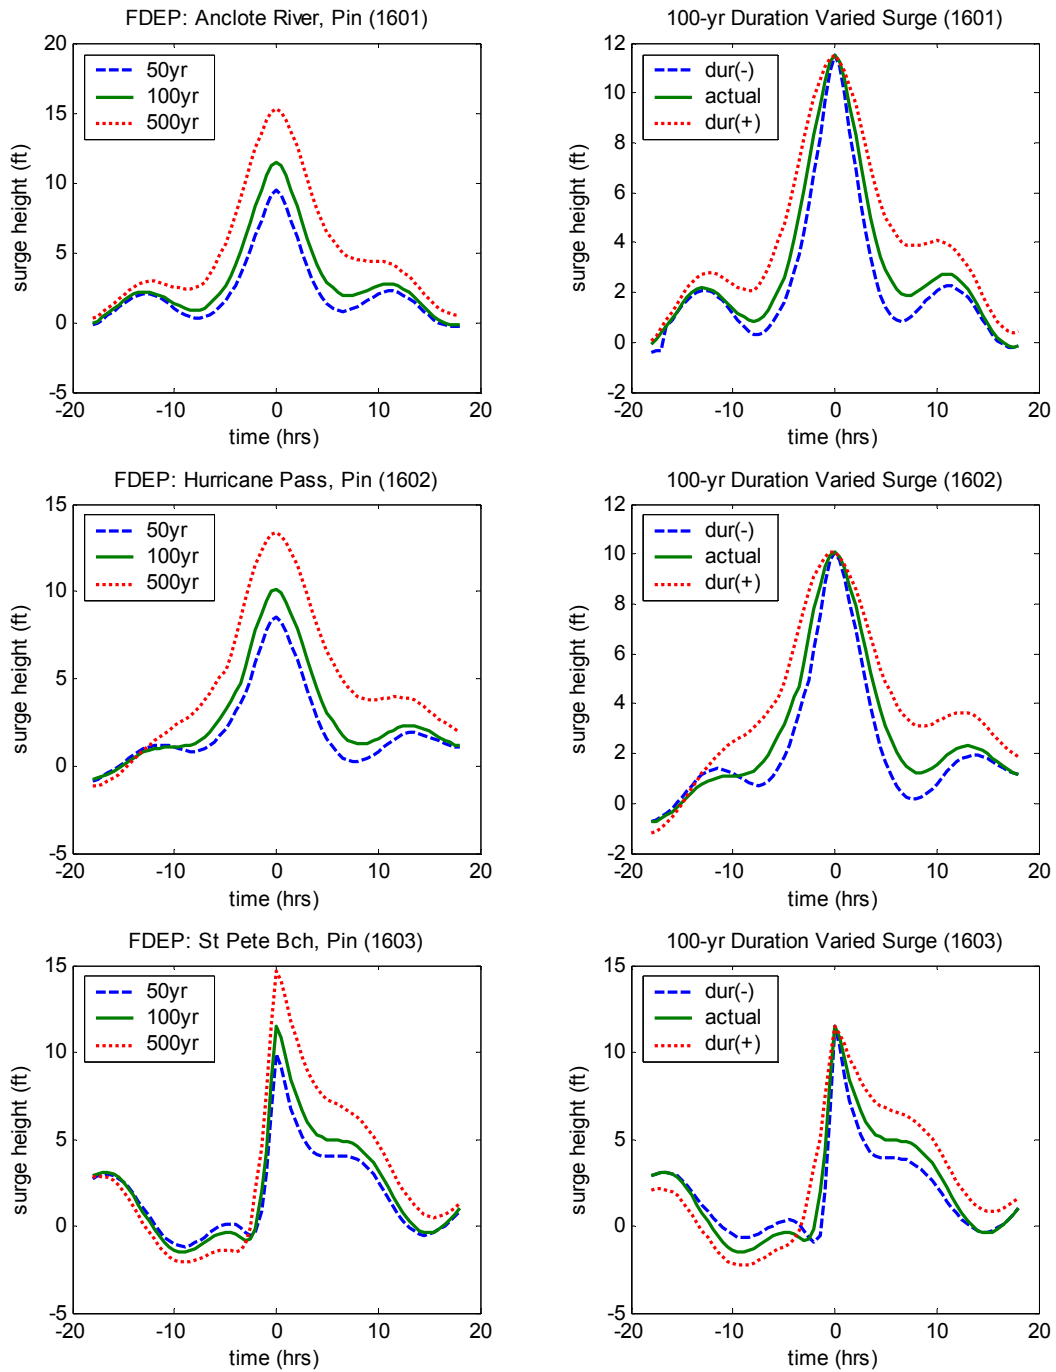 FDEP: Anclote River, Pin (1601)
20
15
10
5
0
-5
-20
-10
0
10
20
surge height (ft)
time (hrs)
50yr
100yr
500yr
100-yr Duration Varied Surge (1601)
12
10
8
6
4
2
0
-2
-20
-10
0
10
20
surge height (ft)
time (hrs)
dur(-)
actual
dur(+)
FDEP: Hurricane Pass, Pin (1602)
15
10
5
0
-5
-20
-10
0
10
20
surge height (ft)
time (hrs)
50yr
100yr
500yr
100-yr Duration Varied Surge (1602)
12
10
8
6
4
2
0
-2
-20
-10
0
10
20
surge height (ft)
time (hrs)
dur(-)
actual
dur(+)
FDEP: St Pete Bch, Pin (1603)
15
10
5
0
-5
-20
-10
0
10
20
surge height (ft)
time (hrs)
50yr
100yr
500yr
100-yr Duration Varied Surge (1603)
15
10
5
0
-5
-20
-10
0
10
20
surge height (ft)
time (hrs)
dur(-)
actual
dur(+)